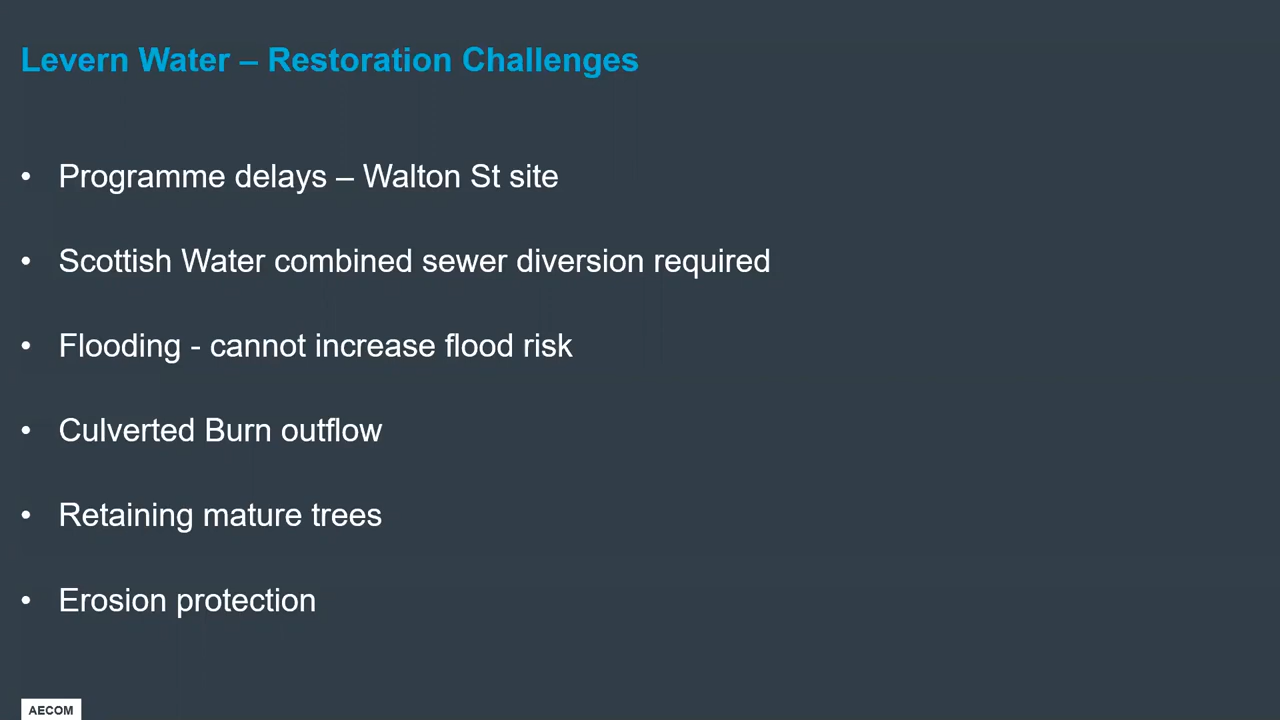 Levern Water – Restoration Challenges
• Programme delays – Walton St site
• Scottish Water combined sewer diversion required
• Flooding - cannot increase flood risk
• Culverted Burn outflow
• Retaining mature trees
• Erosion protection
AECOM